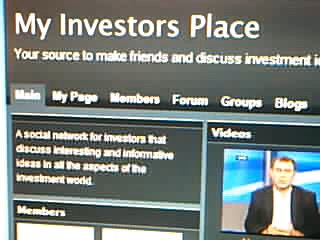 My Investors Place
Your source to make friends and discuss investment
Main My Page Members Forum Groups Blogs
A social network for investors that
discuss interesting and informative
ideas in all the aspects of the
investment world.
Videos
Members